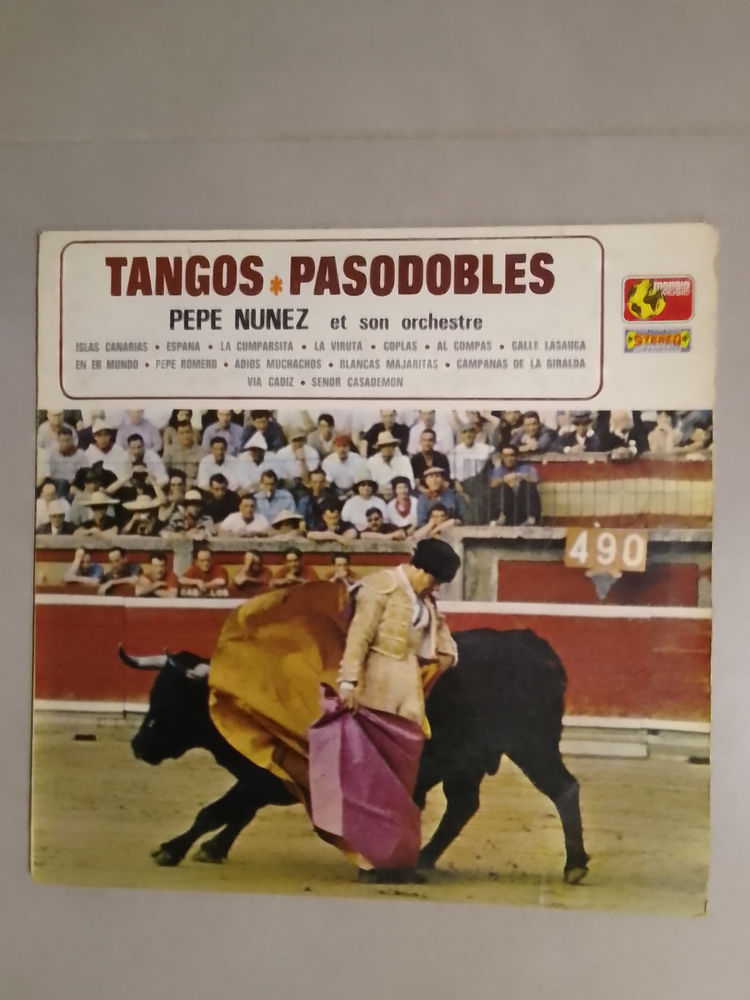 TANGOS * PASODOBLES
PEPE NUNEZ et son orchestre
ISLAS CANARIAS • ESPANA • LA CUMPARSITA • LA VIRUTA • COPLAS • AL COMPAS • CALLE LASAUCA
EN ER MUNDO • PEPE ROMERO • ADIOS MUCHACHOS • BLANCAS MAJARITAS • CAMPANAS DE LA GIRALDA
VIA CADIZ • SENOR CASADEMON
mondio
MUSIC
STEREO
490